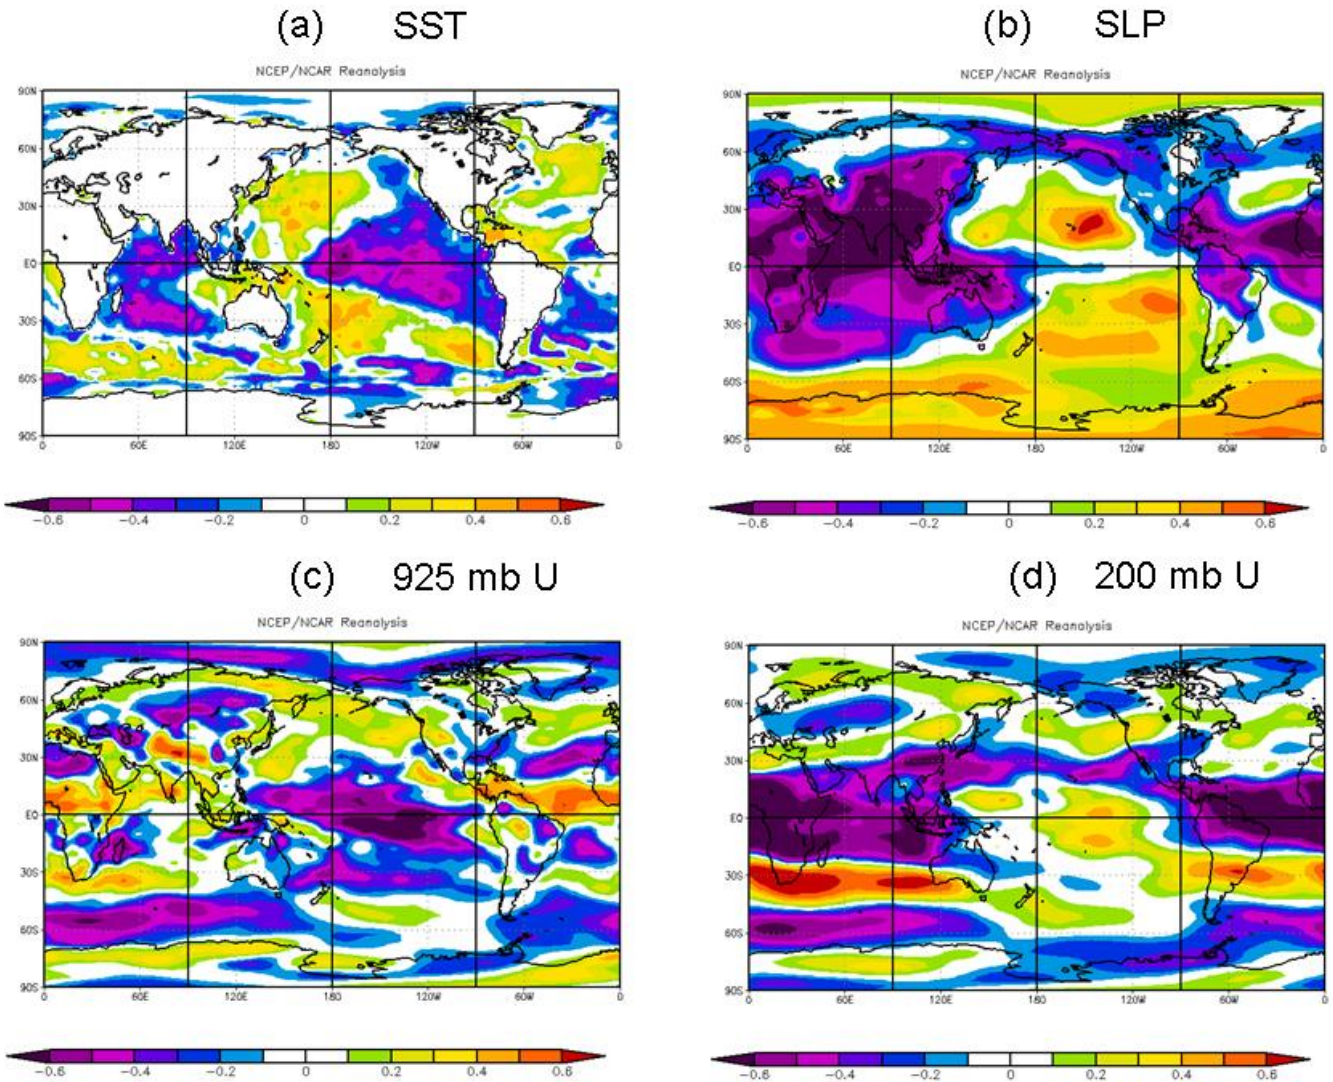 (a) SST
NCEP/NCAR Reanalysis
90N
60N
30N
EQ
30S
60S
90S
0 60E 120E 180 120W 60W 0
-0.6 -0.4 -0.2 0 0.2 0.4 0.6
(b) SLP
NCEP/NCAR Reanalysis
90N
60N
30N
EQ
30S
60S
90S
0 60E 120E 180 120W 60W 0
-0.6 -0.4 -0.2 0 0.2 0.4 0.6
(c) 925 mb U
NCEP/NCAR Reanalysis
90N
60N
30N
EQ
30S
60S
90S
0 60E 120E 180 120W 60W 0
-0.6 -0.4 -0.2 0 0.2 0.4 0.6
(d) 200 mb U
NCEP/NCAR Reanalysis
90N
60N
30N
EQ
30S
60S
90S
0 60E 120E 180 120W 60W 0
-0.6 -0.4 -0.2 0 0.2 0.4 0.6